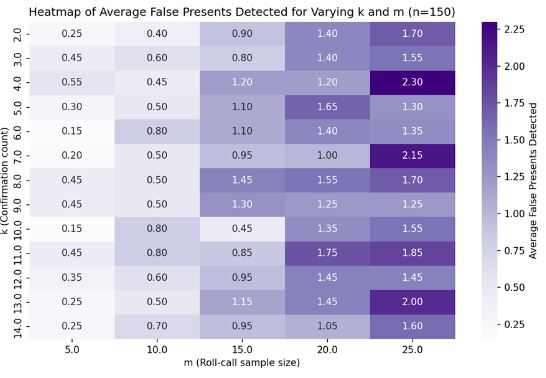 Heatmap of Average False Presents Detected for Varying k and m (n=150)
k (Confirmation count)
2.0 0.25 0.40 0.90 1.40 1.70
3.0 0.45 0.60 0.80 1.40 1.55
4.0 0.55 0.45 1.20 1.20 2.30
5.0 0.30 0.50 1.10 1.65 1.30
6.0 0.15 0.80 1.10 1.40 1.35
7.0 0.20 0.50 0.95 1.00 2.15
8.0 0.45 0.50 1.45 1.55 1.70
9.0 0.45 0.50 1.30 1.25 1.25
10.0 0.15 0.80 0.45 1.35 1.55
11.0 0.45 0.80 0.85 1.75 1.85
12.0 0.35 0.60 0.95 1.45 1.45
13.0 0.25 0.50 1.15 1.45 2.00
14.0 0.25 0.70 0.95 1.05 1.60
5.0 10.0 15.0 20.0 25.0
m (Roll-call sample size)
2.25
2.00
1.75
1.50
1.25
1.00
0.75
0.50
0.25
Average False Presents Detected